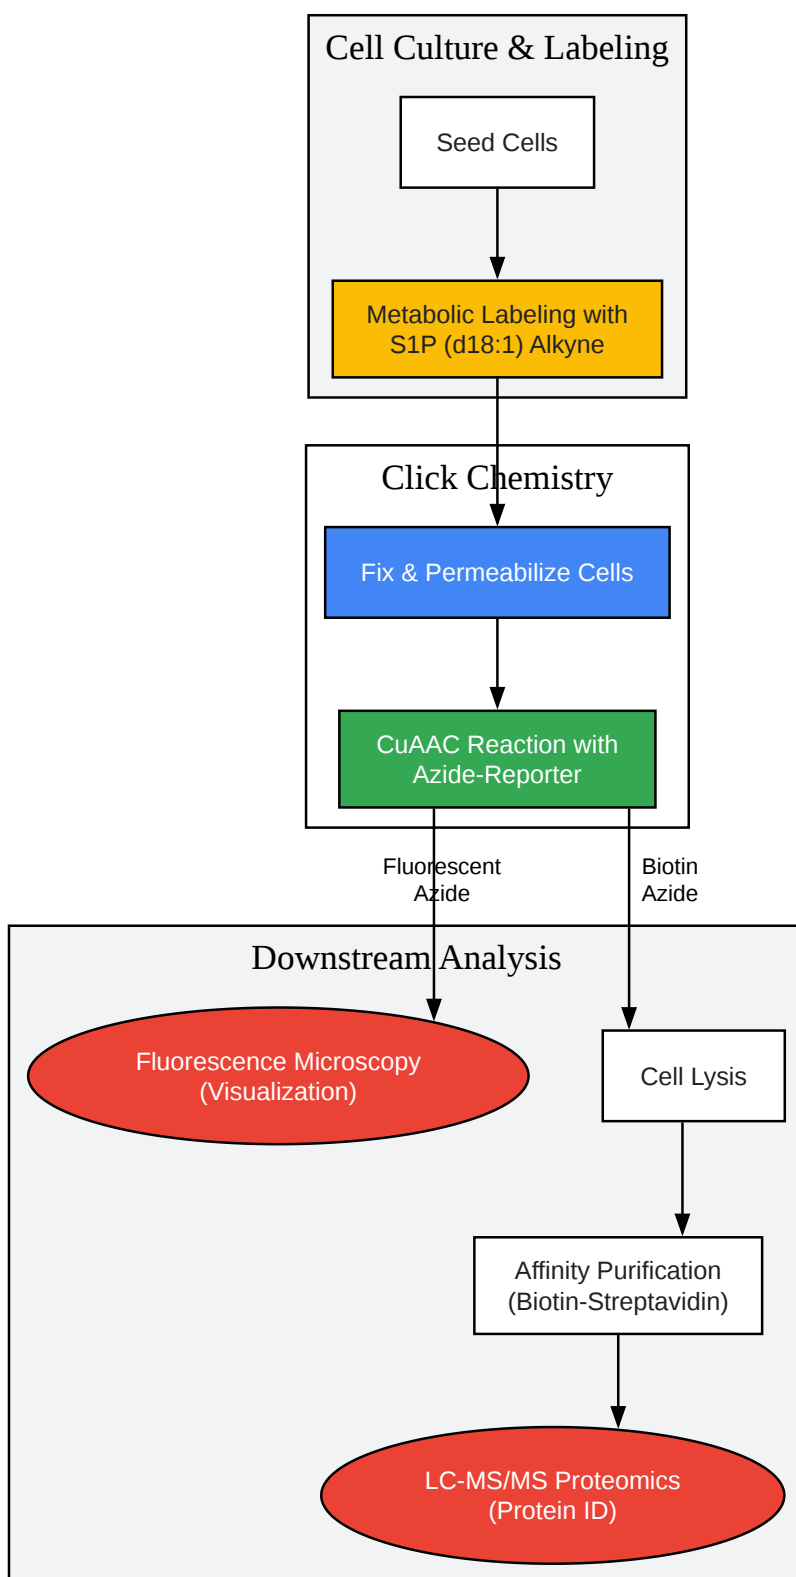 Cell Culture & Labeling
Seed Cells
Metabolic Labeling with
S1P (d18:1) Alkyne
Click Chemistry
Fix & Permeabilize Cells
CuAAC Reaction with
Azide-Reporter
Fluorescent
Azide
Biotin
Azide
Downstream Analysis
Fluorescence Microscopy
(Visualization)
Cell Lysis
Affinity Purification
(Biotin-Streptavidin)
LC-MS/MS Proteomics
(Protein ID)